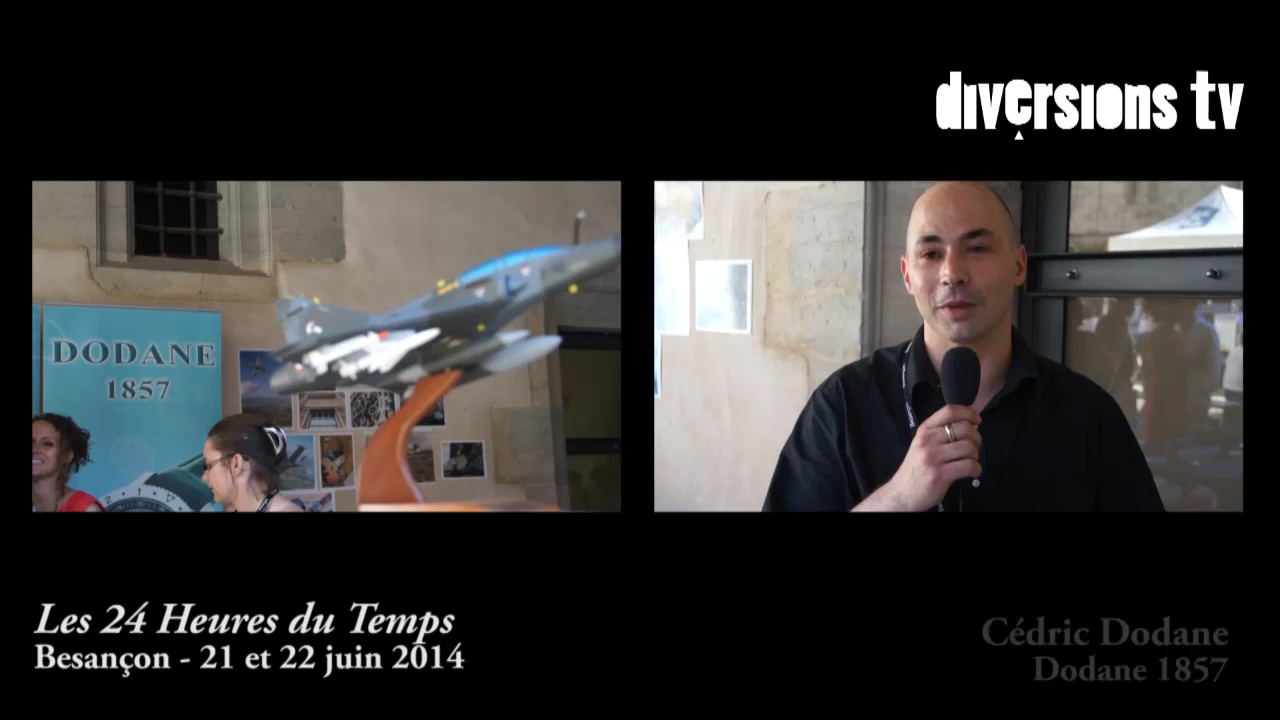 diversions tv
DODANE
1857
Les 24 Heures du Temps
Besançon - 21 et 22 juin 2014
Cédric Dodane
Dodane 1857